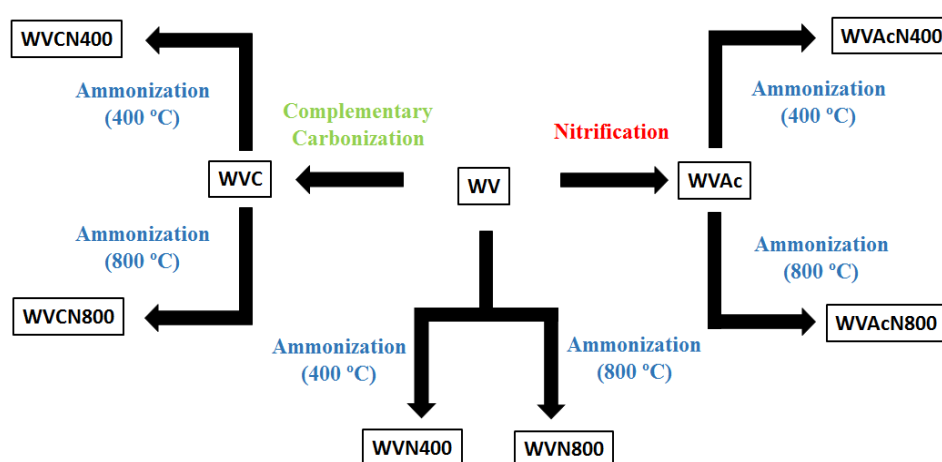 WVCN400
WVAcN400
Ammonization
(400 ºC)
Complementary
Carbonization
Nitrification
Ammonization
(400 ºC)
WVC
WV
WVAc
Ammonization
(800 ºC)
Ammonization
(800 ºC)
WVCN800
WVAcN800
Ammonization
(400 ºC)
Ammonization
(800 ºC)
WVN400
WVN800